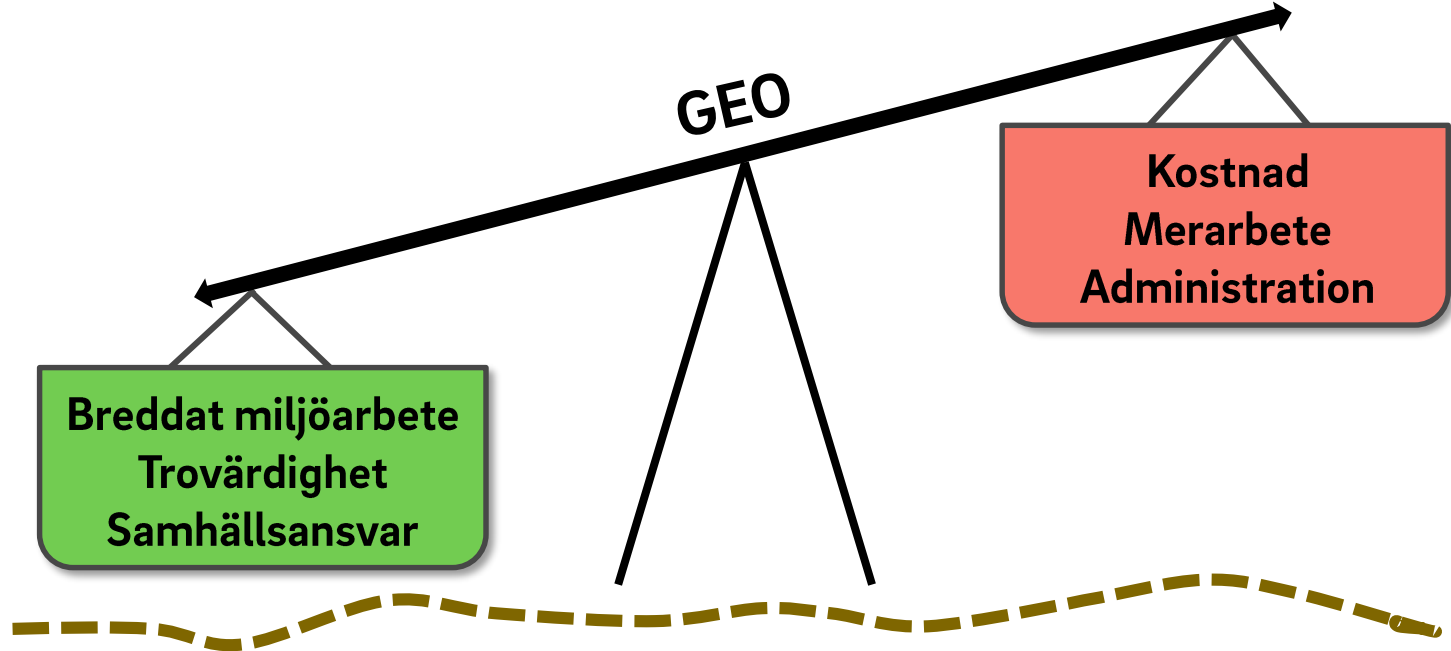 GEO
Kostnad
Merarbete
Administration
Breddat miljöarbete
Trovärdighet
Samhällsansvar